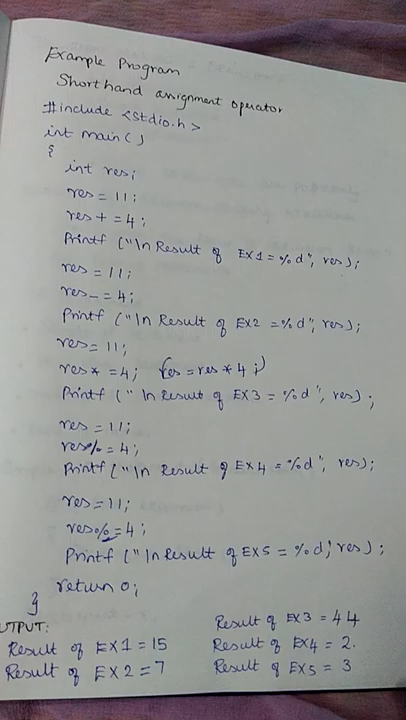 Example Program
Shorthand assignment operator
#include <stdio.h>
int main()
{
int res;
res = 11;
res + = 4;
Printf ("\n Result of EX1 = %d", res);
res = 11;
res - = 4;
Printf ("\n Result of EX2 = %d", res);
res = 11;
res * = 4; (res = res * 4;)
Printf (" \n Result of EX3 = %d", res);
res = 11;
res% = 4;
Printf ("\n Result of EX4 = %d", res);
res = 11;
res% = 4;
Printf ("\n Result of EX5 = %d", res);
return 0;
}
UTPUT:
Result of EX1 = 15
Result of EX2 = 7
Result of EX3 = 44
Result of EX4 = 2.
Result of EX5 = 3